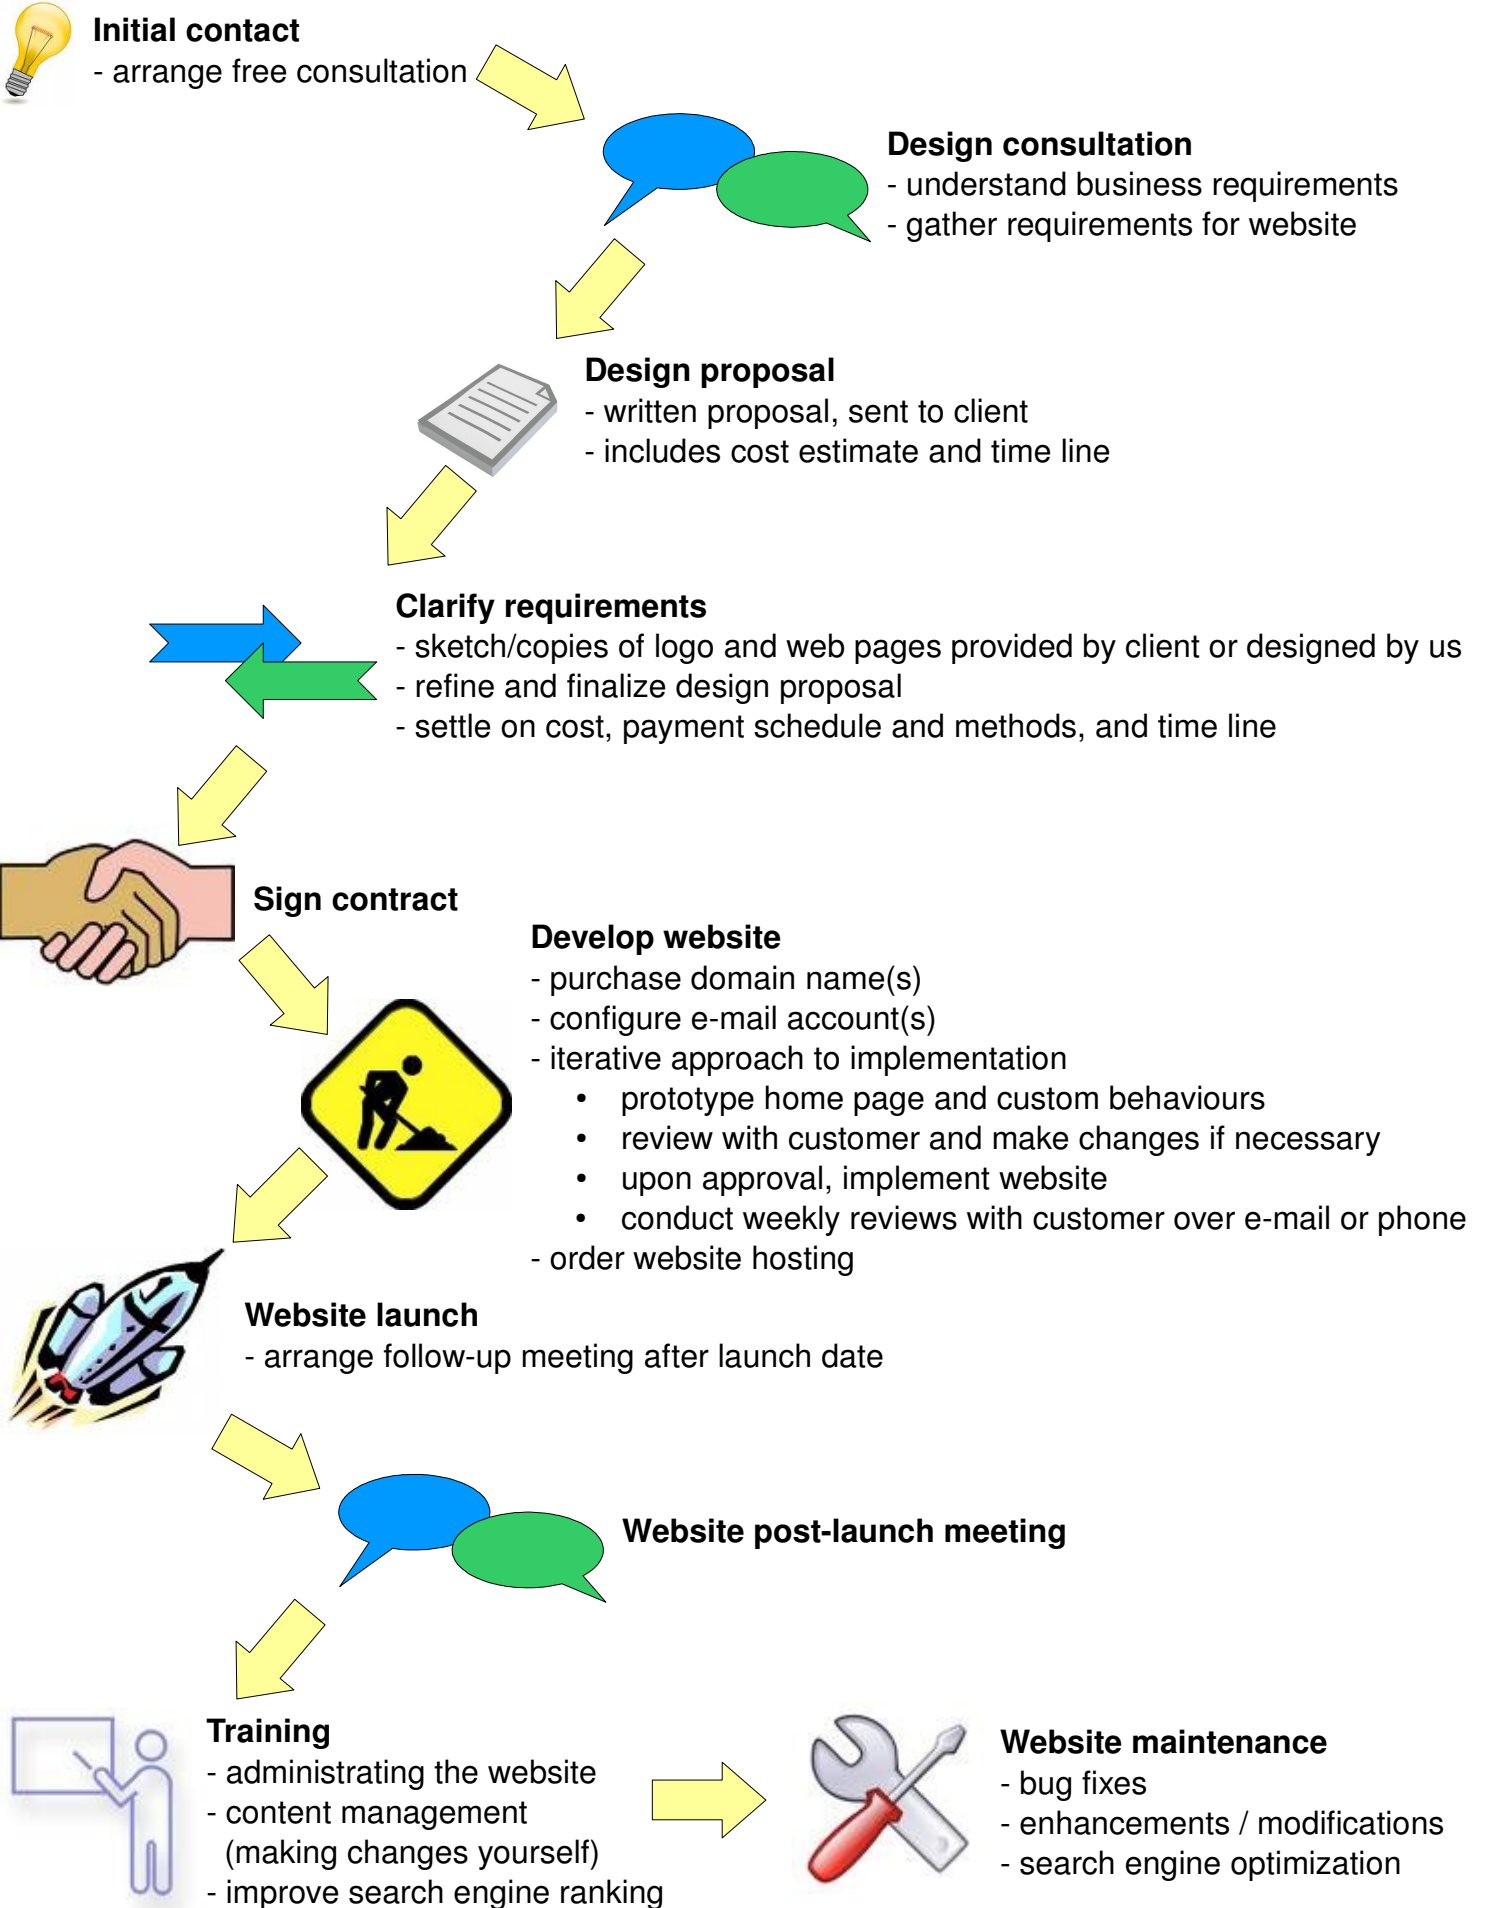 Initial contact
- arrange free consultation
Design consultation
- understand business requirements
- gather requirements for website
Design proposal
- written proposal, sent to client
- includes cost estimate and time line
Clarify requirements
- sketch/copies of logo and web pages provided by client or designed by us
- refine and finalize design proposal
- settle on cost, payment schedule and methods, and time line
Sign contract
Develop website
- purchase domain name(s)
- configure e-mail account(s)
- iterative approach to implementation
• prototype home page and custom behaviours
• review with customer and make changes if necessary
• upon approval, implement website
• conduct weekly reviews with customer over e-mail or phone
- order website hosting
Website launch
- arrange follow-up meeting after launch date
Website post-launch meeting
Training
- administrating the website
- content management
(making changes yourself)
- improve search engine ranking
Website maintenance
- bug fixes
- enhancements / modifications
- search engine optimization